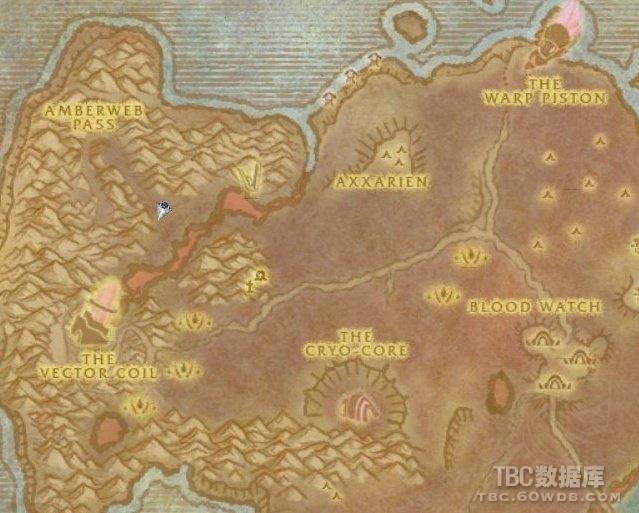 THE
WARP PISTON
AMBERWEB
PASS
AXXARIEN
BLOOD WATCH
THE
CRYO-CORE
THE
VECTOR COIL
TBC数据库
TBC.60WDB.COM